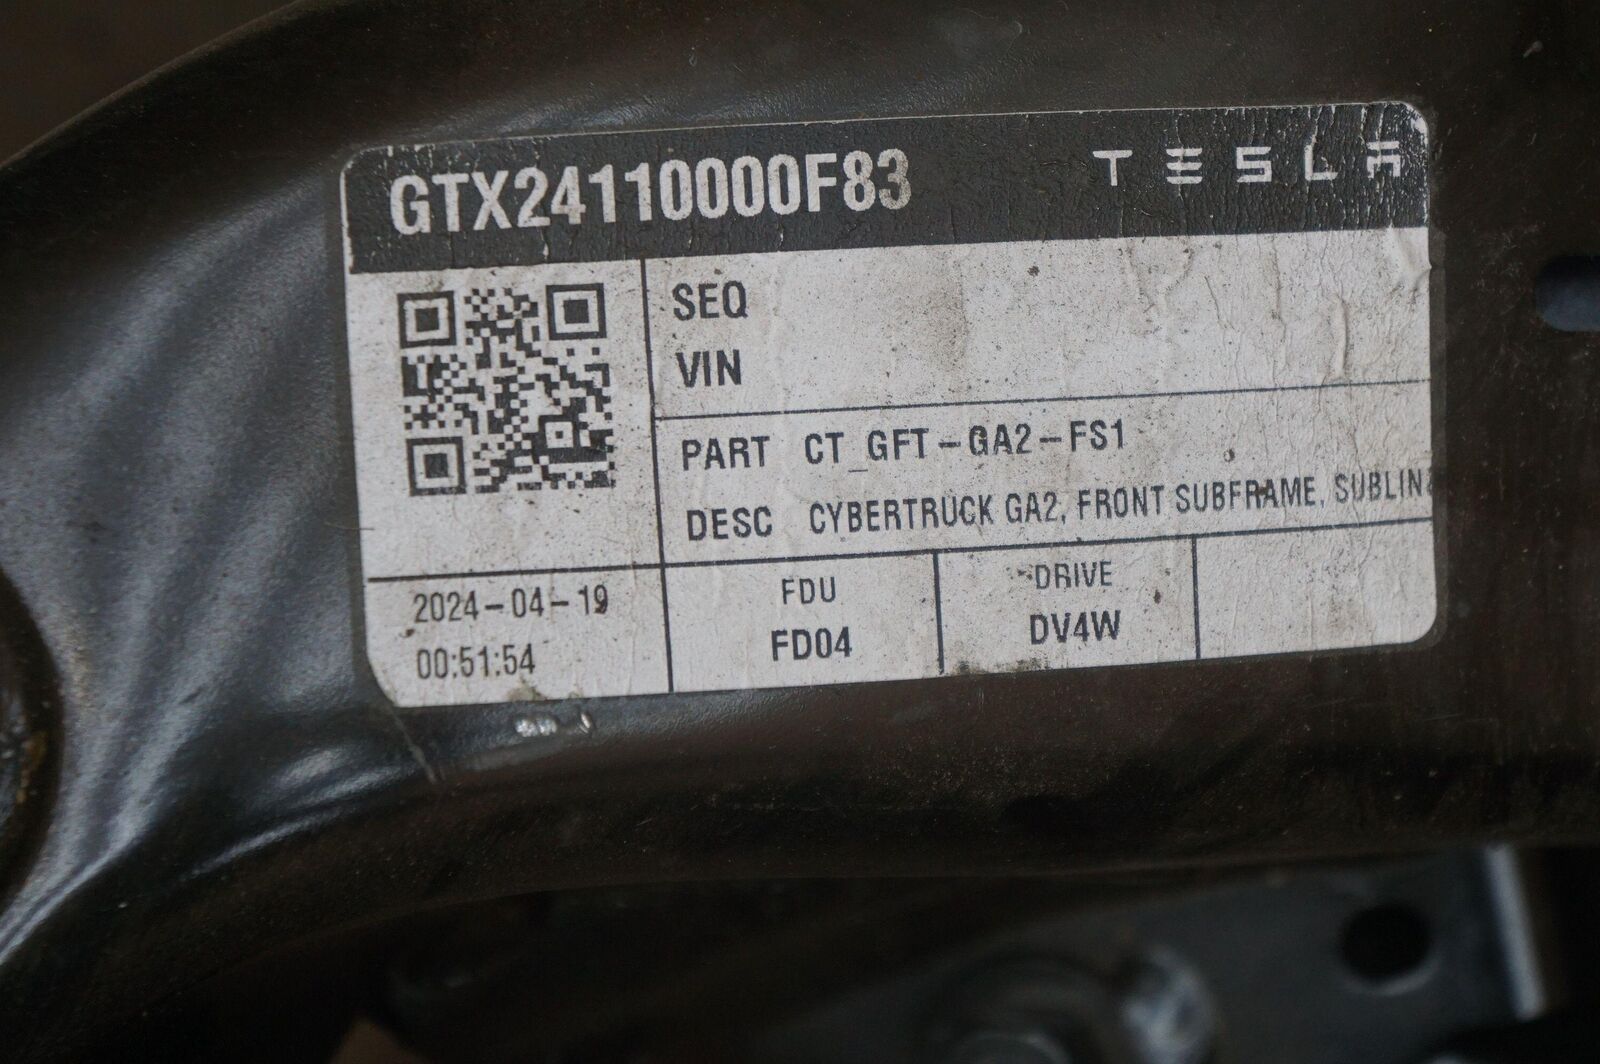 GTX24110000F83 TESLA
SEQ
VIN
PART CT_GFT-GA2-FS1
DESC CYBERTRUCK GA2, FRONT SUBFRAME, SUBLIN
2024-04-19
00:51:54
FDU
FD04
DRIVE
DV4W